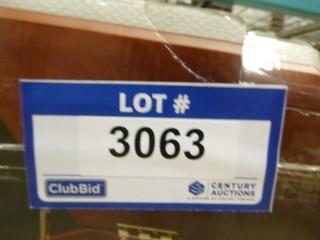 LOT #
3063
ClubBid
CENTURY
AUCTIONS